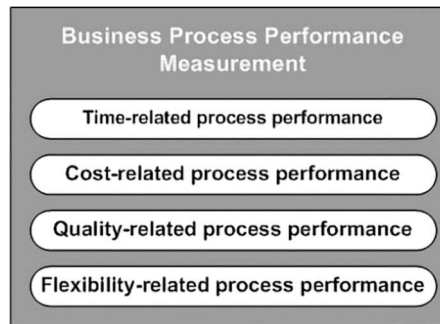 Business Process Performance
Measurement
Time-related process performance
Cost-related process performance
Quality-related process performance
Flexibility-related process performance